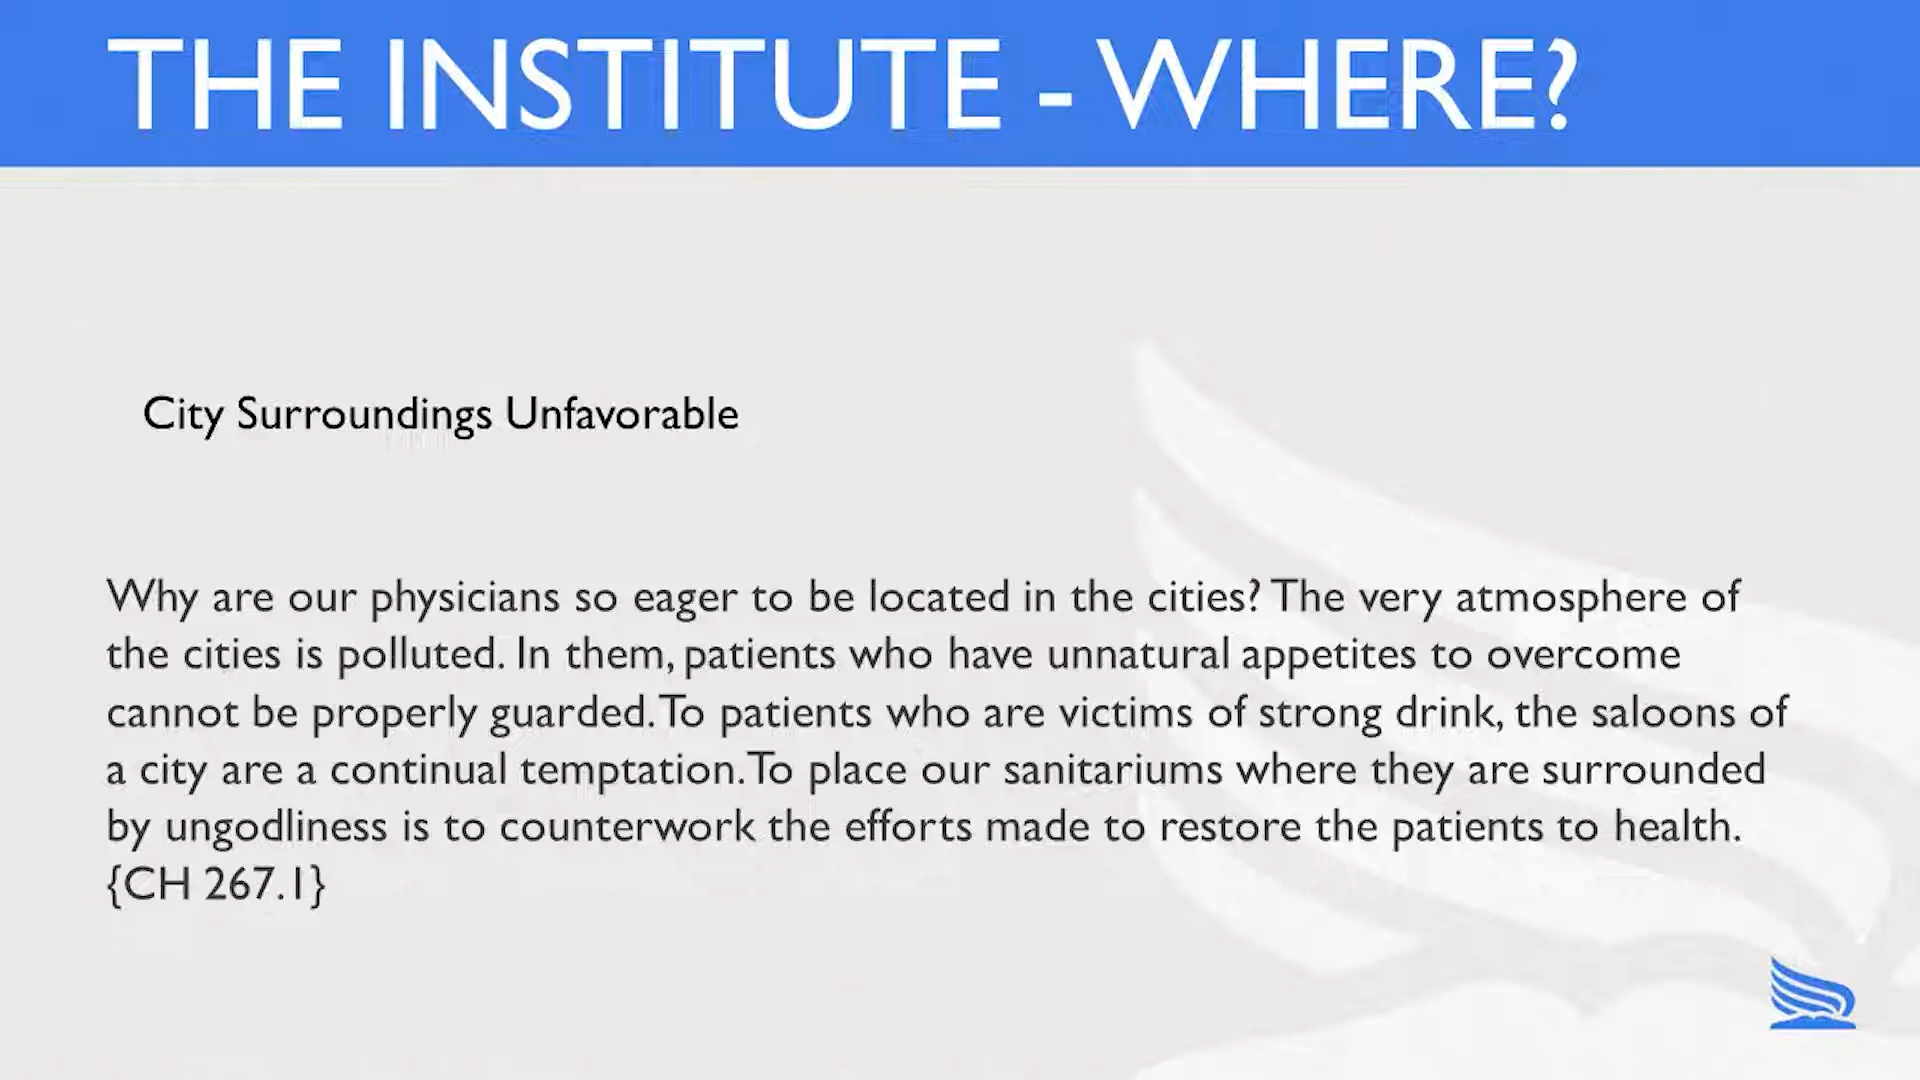 THE INSTITUTE - WHERE?
City Surroundings Unfavorable
Why are our physicians so eager to be located in the cities? The very atmosphere of
the cities is polluted. In them, patients who have unnatural appetites to overcome
cannot be properly guarded. To patients who are victims of strong drink, the saloons of
a city are a continual temptation. To place our sanitariums where they are surrounded
by ungodliness is to counterwork the efforts made to restore the patients to health.
{CH 267.1}